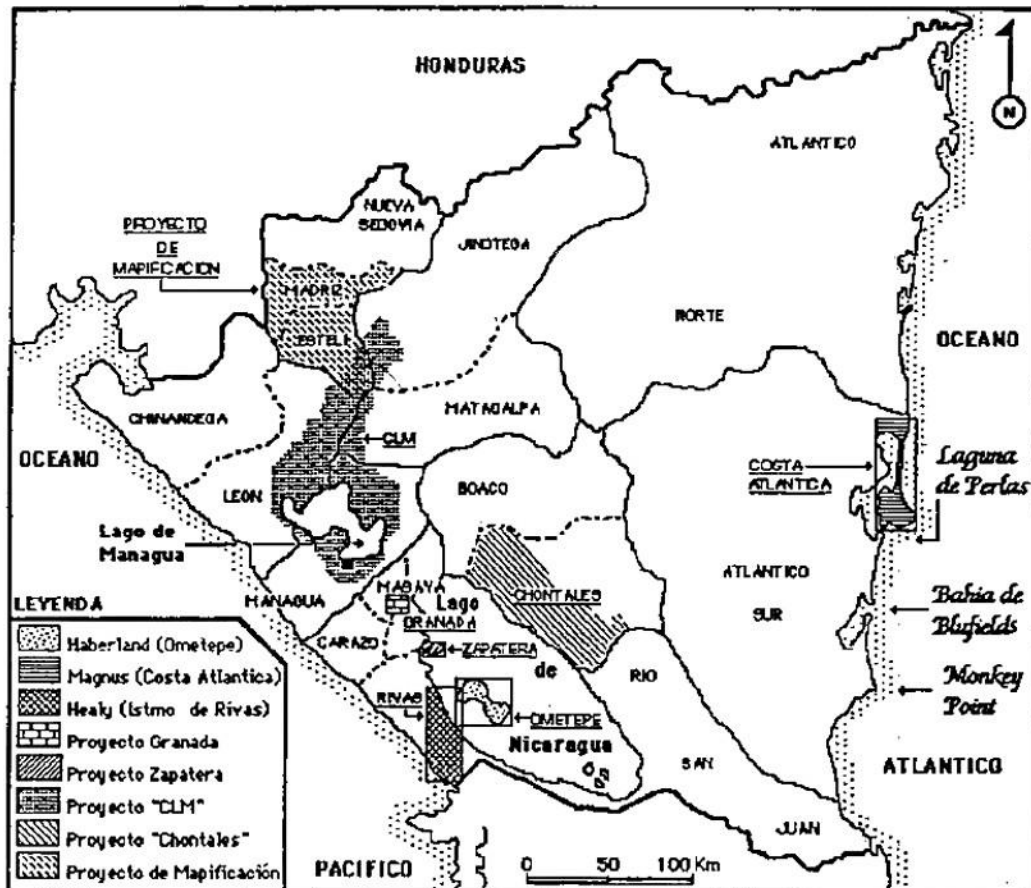 HONDURAS
N
ATLANTICO
NUEVA
SEGOVIA
PROYECTO
DE
MAPIFICACION
JINOTEGA
MADRIZ
NORTE
ESTELI
OCEANO
CHINANDEGA
MATAGALPA
CLM
OCEANO
COSTA
ATLANTICA
Laguna
de Perlas
LEON
BOACO
Lago de
Managua
ATLANTICO
SUR
MASAYA
MANAGUA
Lago
CHONTALES
GRANADA
Bahia de
Blufields
CARAZO
ZAPATERA
de
RIO
RIVAS
Monkey
Point
OMETEPE
Nicaragua
SAN
ATLANTICO
JUAN
PACIFICO
0 50 100 Km
LEYENDA
Haberland (Ometepe)
Magnus (Costa Atlantica)
Healy (Istmo de Rivas)
Proyecto Granada
Proyecto Zapatera
Proyecto "CLM"
Proyecto "Chontales"
Proyecto de Mapificación